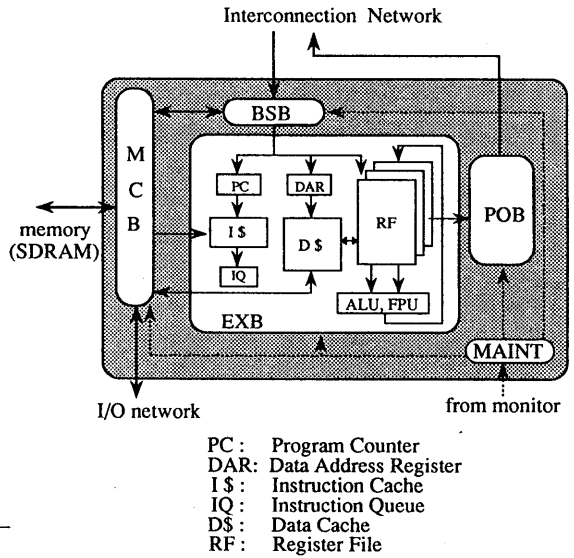 Interconnection Network
BSB
M
C
B
PC
DAR
RF
POB
I $
D $
memory
(SDRAM)
IQ
ALU, FPU
EXB
MAINT
I/O network
from monitor
PC : Program Counter
DAR: Data Address Register
I $ : Instruction Cache
IQ : Instruction Queue
D$ : Data Cache
RF : Register File